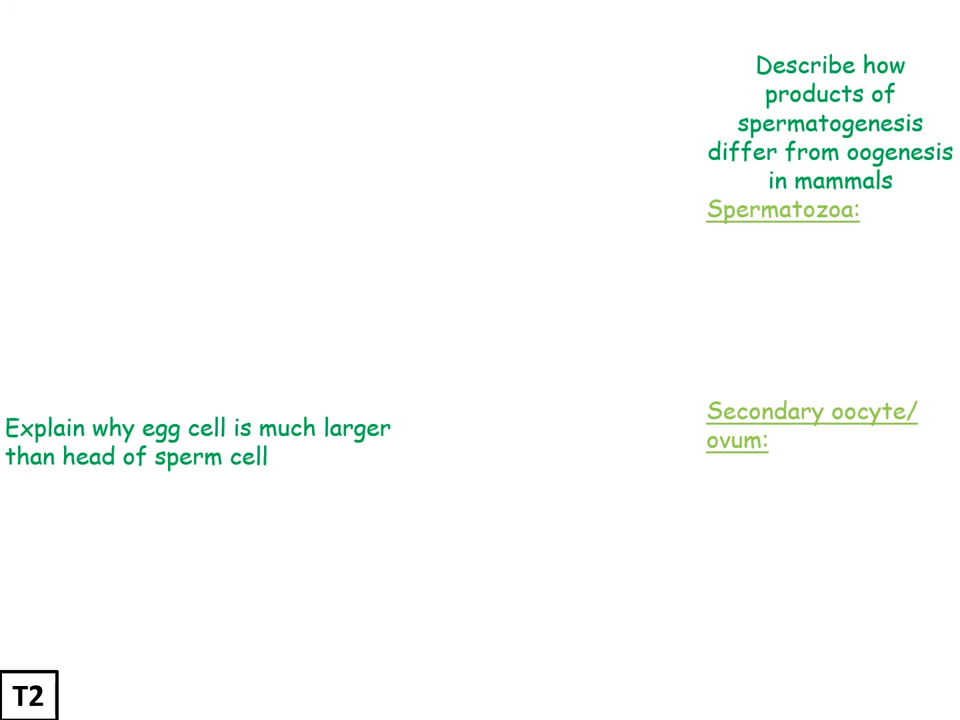 Describe how
products of
spermatogenesis
differ from oogenesis
in mammals
Spermatozoa:
Secondary oocyte/
ovum:
Explain why egg cell is much larger
than head of sperm cell
T2